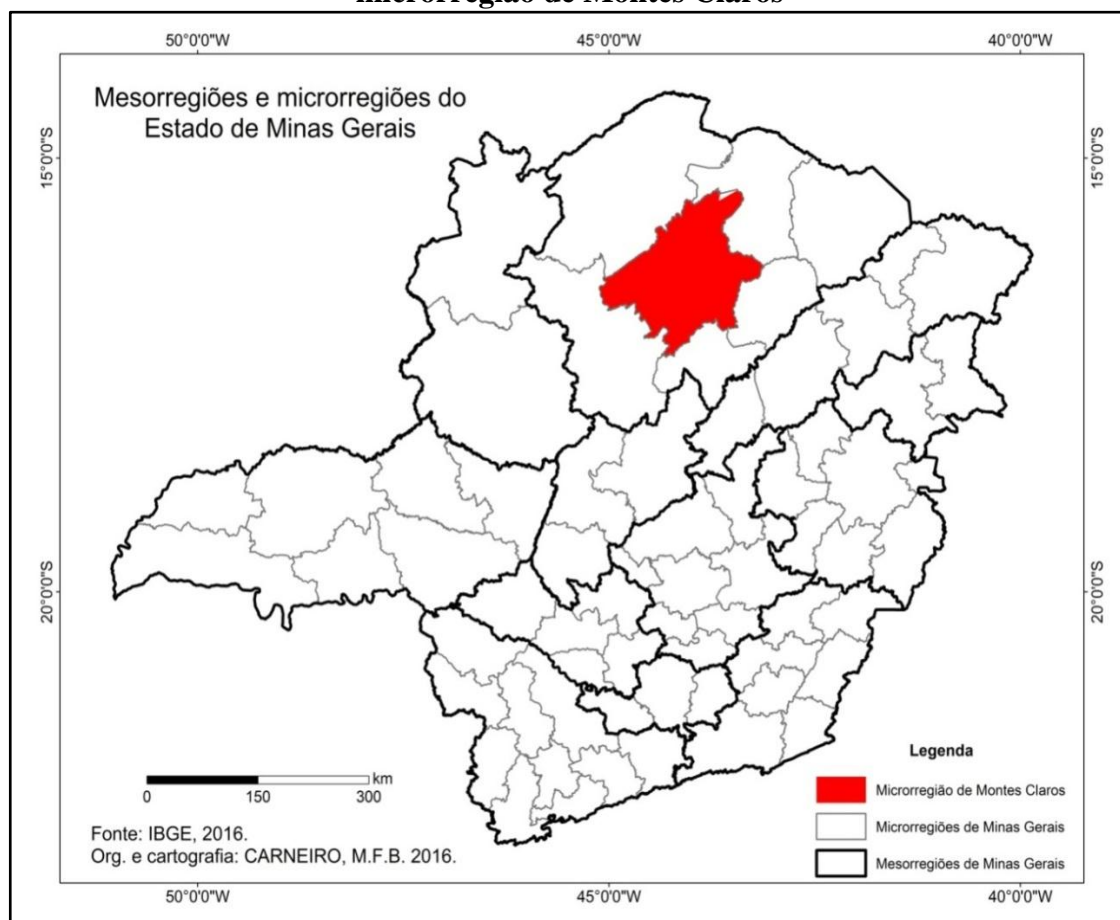 microrregião de Montes Claros
50°0'0"W 45°0'0"W 40°0'0"W
Mesorregiões e microrregiões do
Estado de Minas Gerais
15°0'0"S
15°0'0"S
20°0'0"S
20°0'0"S
km
0 150 300
Fonte: IBGE, 2016.
Org. e cartografia: CARNEIRO, M.F.B. 2016.
Legenda
Microrregião de Montes Claros
Microrregiões de Minas Gerais
Mesorregiões de Minas Gerais
50°0'0"W 45°0'0"W 40°0'0"W